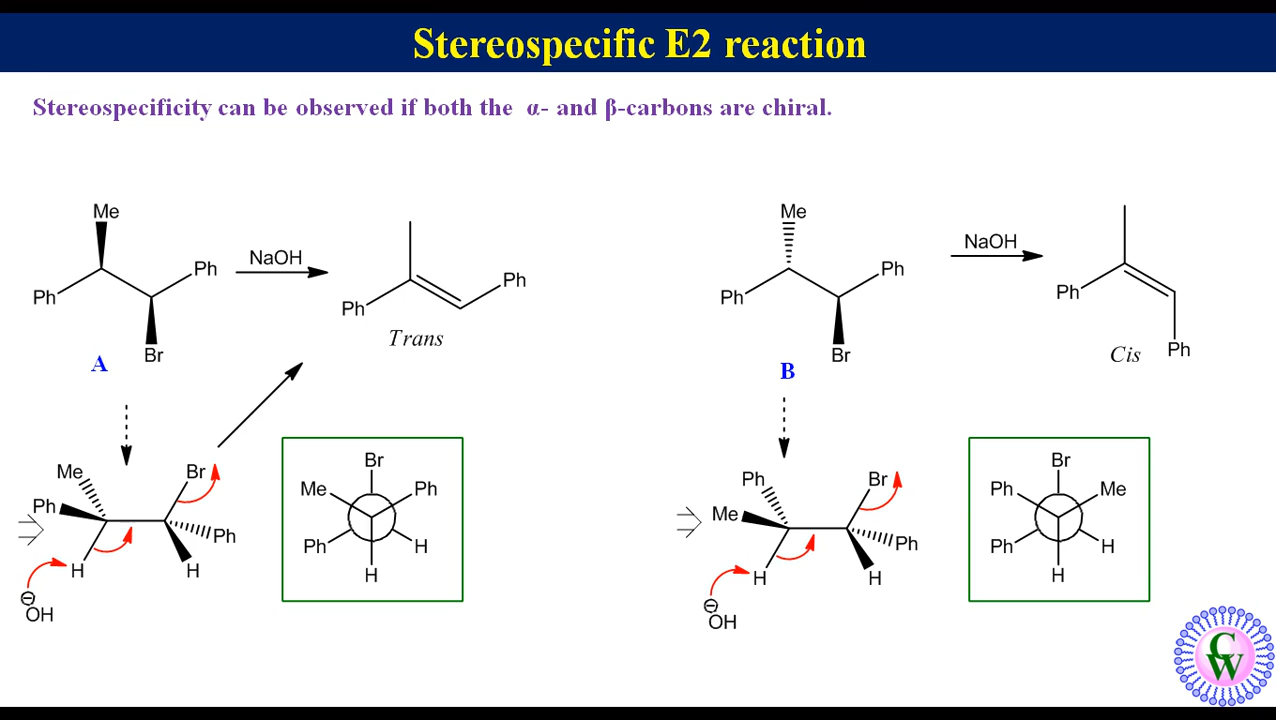 Stereospecific E2 reaction
Stereospecificity can be observed if both the α- and β-carbons are chiral.
Me
Ph
Ph
Br
A
NaOH
Ph
Ph
Trans
Me
Ph
Ph
Br
B
NaOH
Ph
Ph
Cis
Me
Br
Ph
Ph
H
H
⊖
OH
Br
Me
Ph
Ph
H
H
Ph
Br
Me
Ph
H
H
⊖
OH
Br
Ph
Me
Ph
H
H
CW